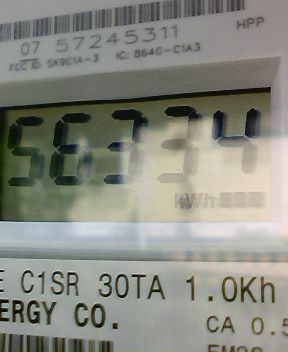 HPP
07 57245311
FCC ID: SK9C1A-3 IC: 864G-C1A3
56334
kWh
E C1SR 30TA 1.0Kh
ERGY CO.
CA 0.5